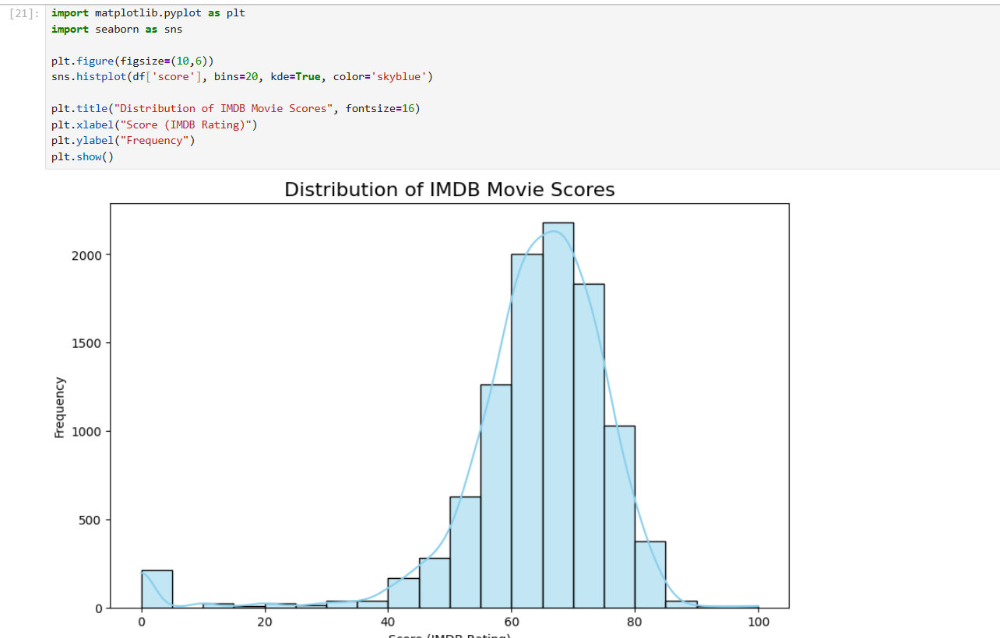 [21]:
import matplotlib.pyplot as plt
import seaborn as sns
plt.figure(figsize=(10,6))
sns.histplot(df['score'], bins=20, kde=True, color='skyblue')
plt.title("Distribution of IMDB Movie Scores", fontsize=16)
plt.xlabel("Score (IMDB Rating)")
plt.ylabel("Frequency")
plt.show()
Distribution of IMDB Movie Scores
Frequency
2000
1500
1000
500
0
0 20 40 60 80 100
Score (IMDB Rating)